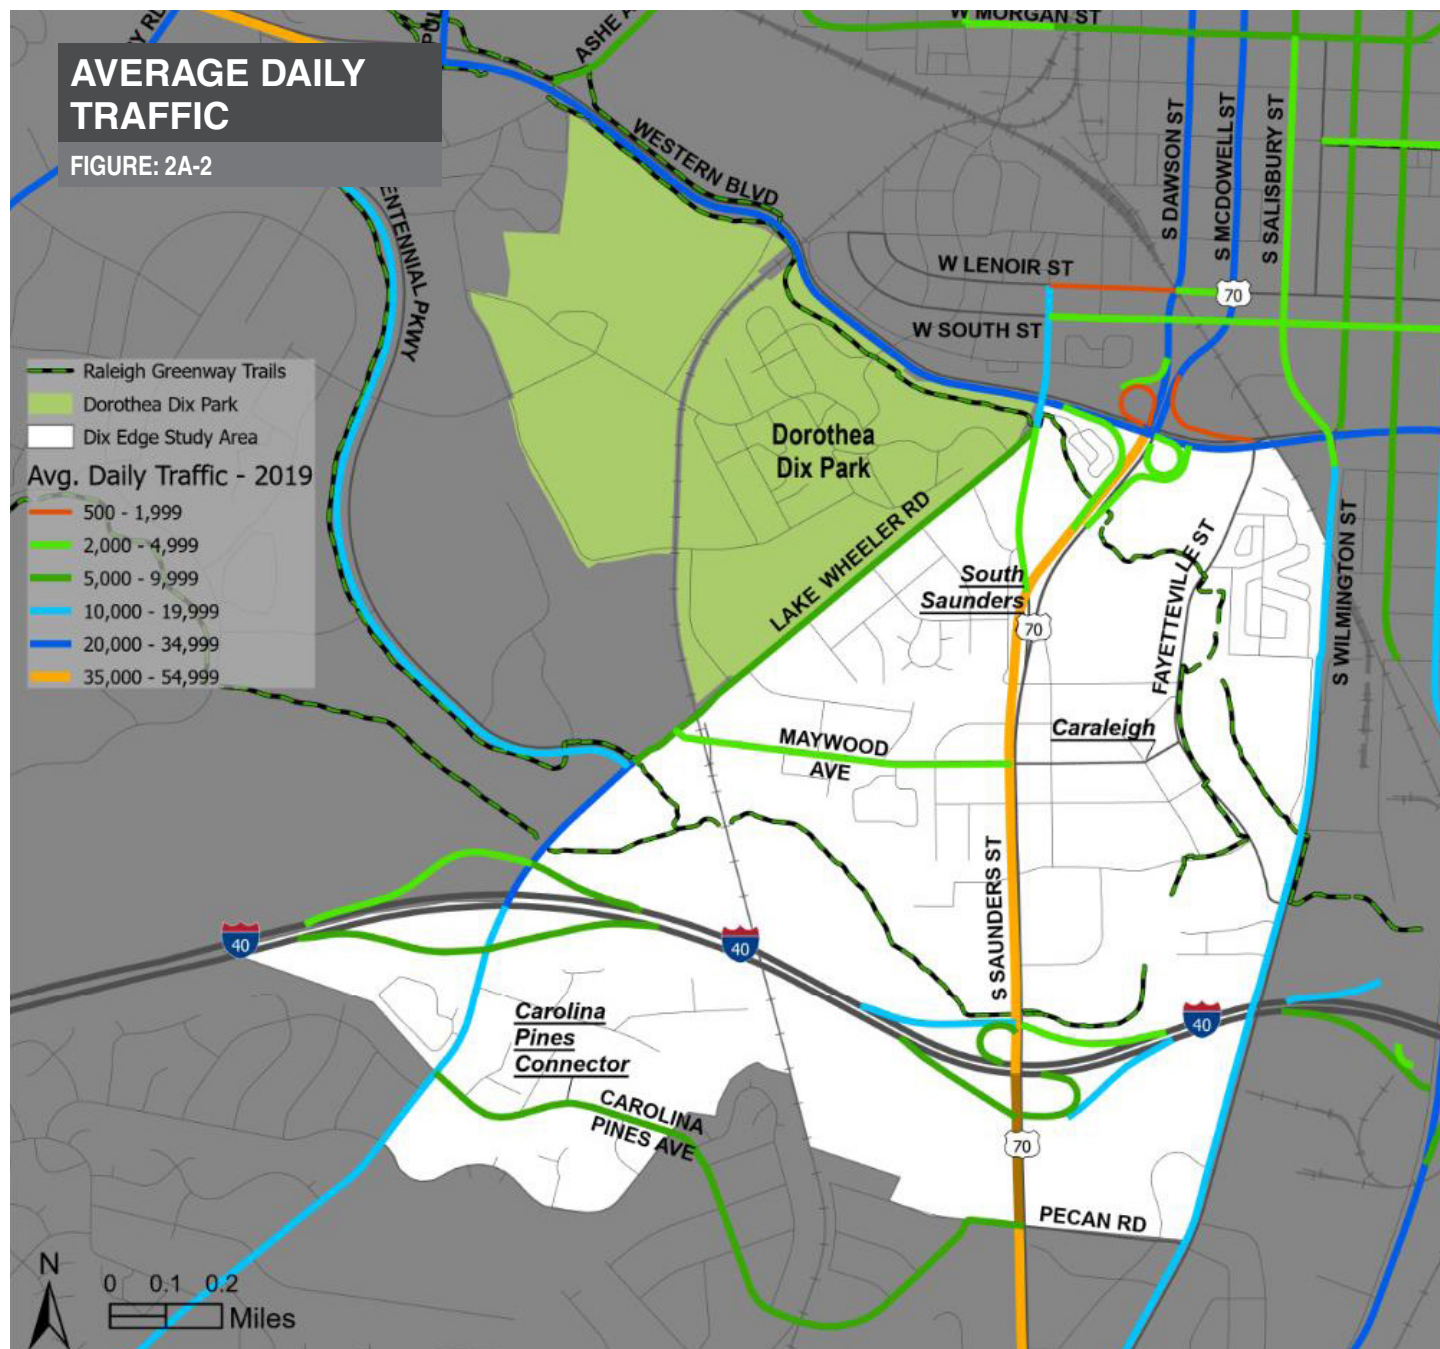 W MORGAN ST
ASHE A
Y RD
PUL
AVERAGE DAILY
TRAFFIC
FIGURE: 2A-2
WESTERN BLVD
ENTENNIAL PKWY
S DAWSON ST
S MCDOWELL ST
S SALISBURY ST
W LENOIR ST
70
W SOUTH ST
Raleigh Greenway Trails
Dorothea Dix Park
Dix Edge Study Area
Avg. Daily Traffic - 2019
500 - 1,999
2,000 - 4,999
5,000 - 9,999
10,000 - 19,999
20,000 - 34,999
35,000 - 54,999
Dorothea
Dix Park
LAKE WHEELER RD
South
Saunders
70
FAYETTEVILLE ST
S WILMINGTON ST
Caraleigh
MAYWOOD
AVE
S SAUNDERS ST
40
40
40
Carolina
Pines
Connector
CAROLINA
PINES AVE
70
PECAN RD
N
0 0.1 0.2
Miles